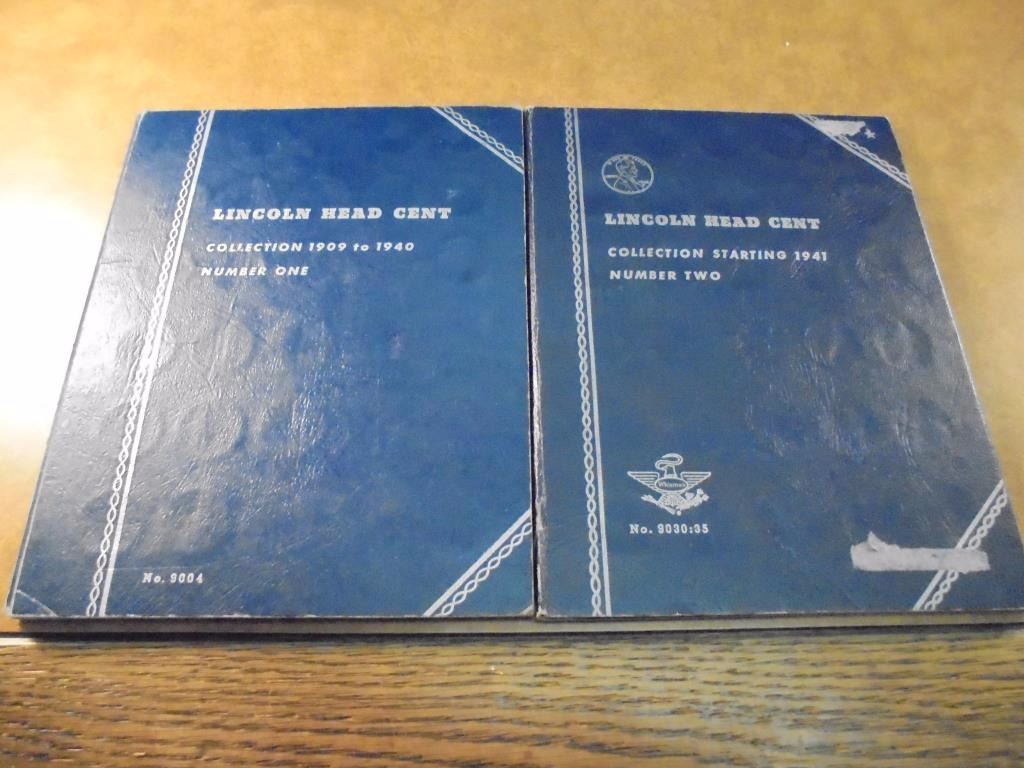 LINCOLN HEAD CENT
COLLECTION 1909 to 1940
NUMBER ONE
No. 9004
LINCOLN HEAD CENT
COLLECTION STARTING 1941
NUMBER TWO
Whitman
No. 9030:35